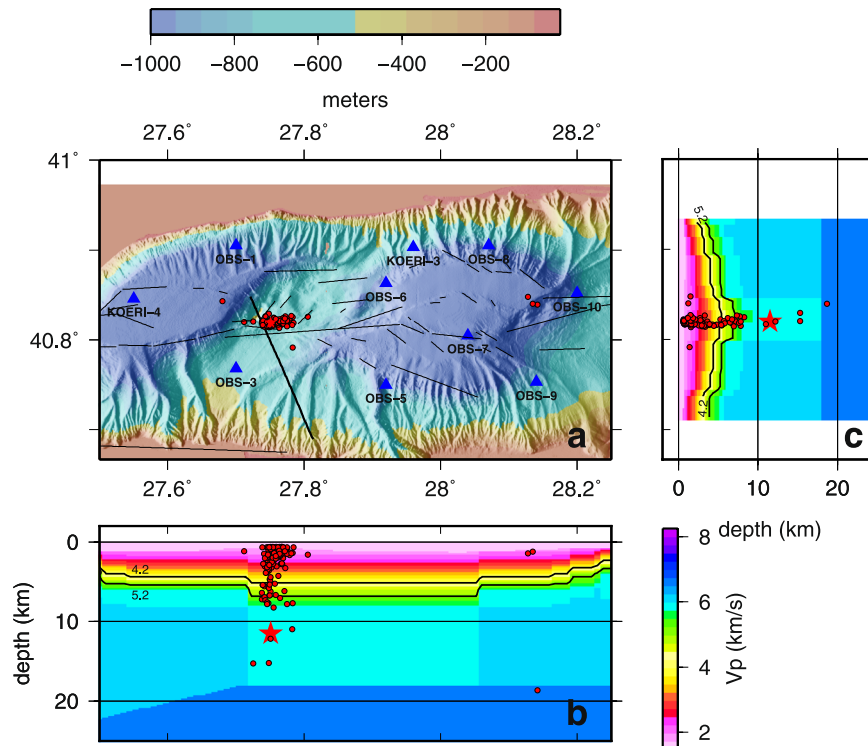 −1000 −800 −600 −400 −200
meters
27.6° 27.8° 28° 28.2°
41°
40.8°
OBS−1
KOERI−3
OBS−8
OBS−6
KOERI−4
OBS−10
OBS−7
OBS−3
OBS−5
OBS−9
a
27.6° 27.8° 28° 28.2°
5.2
4.2
c
0 10 20
depth (km)
0
10
20
depth (km)
4.2
5.2
b
8
6
4
2
Vp (km/s)